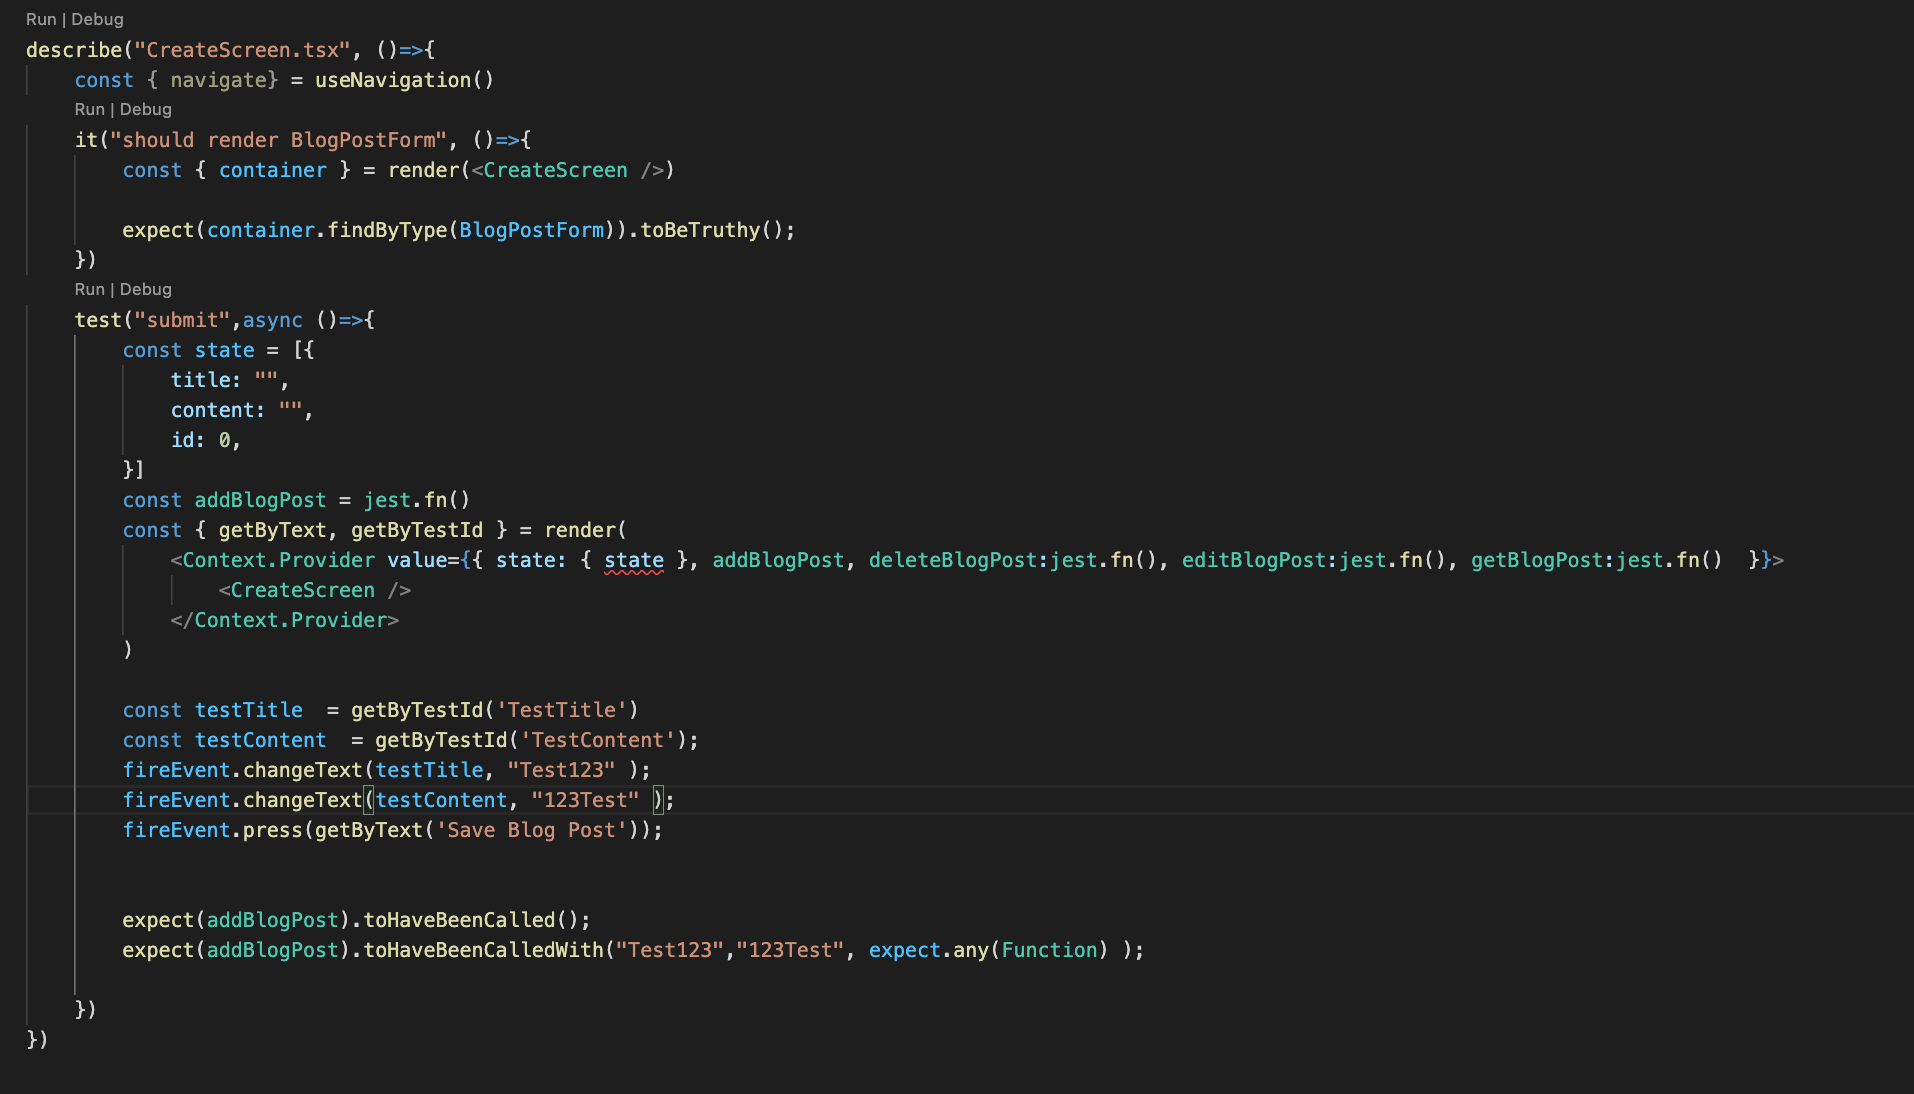 Run | Debug
describe("CreateScreen.tsx", ()=>{
    const { navigate} = useNavigation()
    Run | Debug
    it("should render BlogPostForm", ()=>{
        const { container } = render(<CreateScreen />)

        expect(container.findByType(BlogPostForm)).toBeTruthy();
    })
    Run | Debug
    test("submit",async ()=>{
        const state = [{
            title: "",
            content: "",
            id: 0,
        }]
        const addBlogPost = jest.fn()
        const { getByText, getByTestId } = render(
            <Context.Provider value={{ state: { state }, addBlogPost, deleteBlogPost:jest.fn(), editBlogPost:jest.fn(), getBlogPost:jest.fn()  }}>
                <CreateScreen />
            </Context.Provider>
        )

        const testTitle  = getByTestId('TestTitle')
        const testContent  = getByTestId('TestContent');
        fireEvent.changeText(testTitle, "Test123" );
        fireEvent.changeText(testContent, "123Test" );
        fireEvent.press(getByText('Save Blog Post'));


        expect(addBlogPost).toHaveBeenCalled();
        expect(addBlogPost).toHaveBeenCalledWith("Test123","123Test", expect.any(Function) );

    })
})